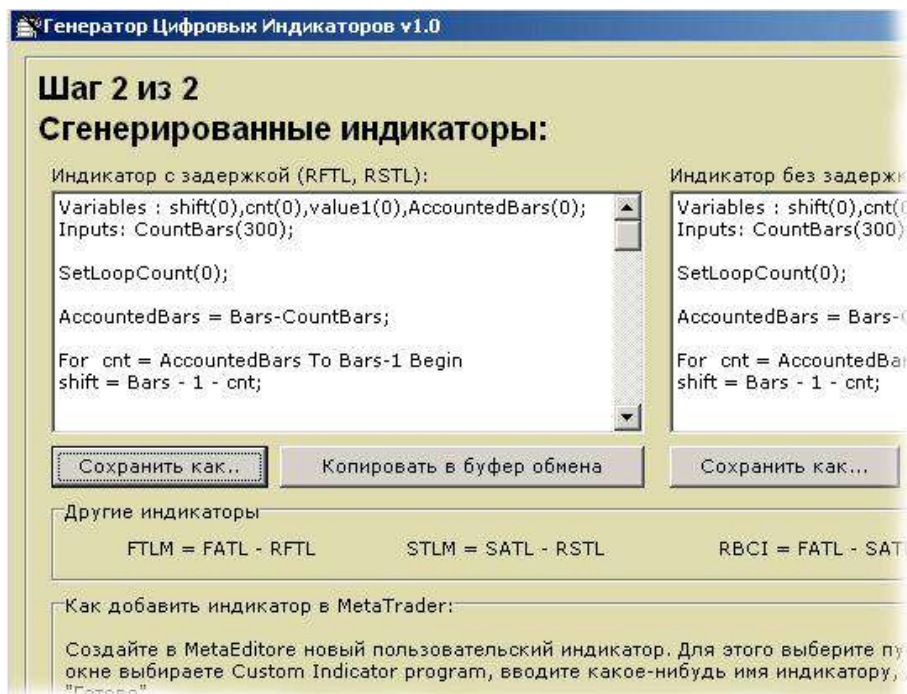 Генератор Цифровых Индикаторов v1.0
Шаг 2 из 2
Сгенерированные индикаторы:
Индикатор с задержкой (RFTL, RSTL):
Variables : shift(0),cnt(0),value1(0),AccountedBars(0);
Inputs: CountBars(300);
SetLoopCount(0);
AccountedBars = Bars-CountBars;
For cnt = AccountedBars To Bars-1 Begin
shift = Bars - 1 - cnt;
Сохранить как..
Копировать в буфер обмена
Индикатор без
Variables : shift(0),cnt(
Inputs: CountBars(300)
SetLoopCount(0);
AccountedBars = Bars-
For cnt =
shift = Bars - 1 - cnt;
Сохранить как...
Другие индикаторы
FTLM = FATL - RFTL
STLM = SATL - RSTL
RBCI = FATL -
Как добавить индикатор в MetaTrader:
Создайте в MetaEditore новый пользовательский индикатор. Для этого выберите
окне выбираете Custom Indicator program, вводите какое-нибудь имя индикатору,
"Готово"